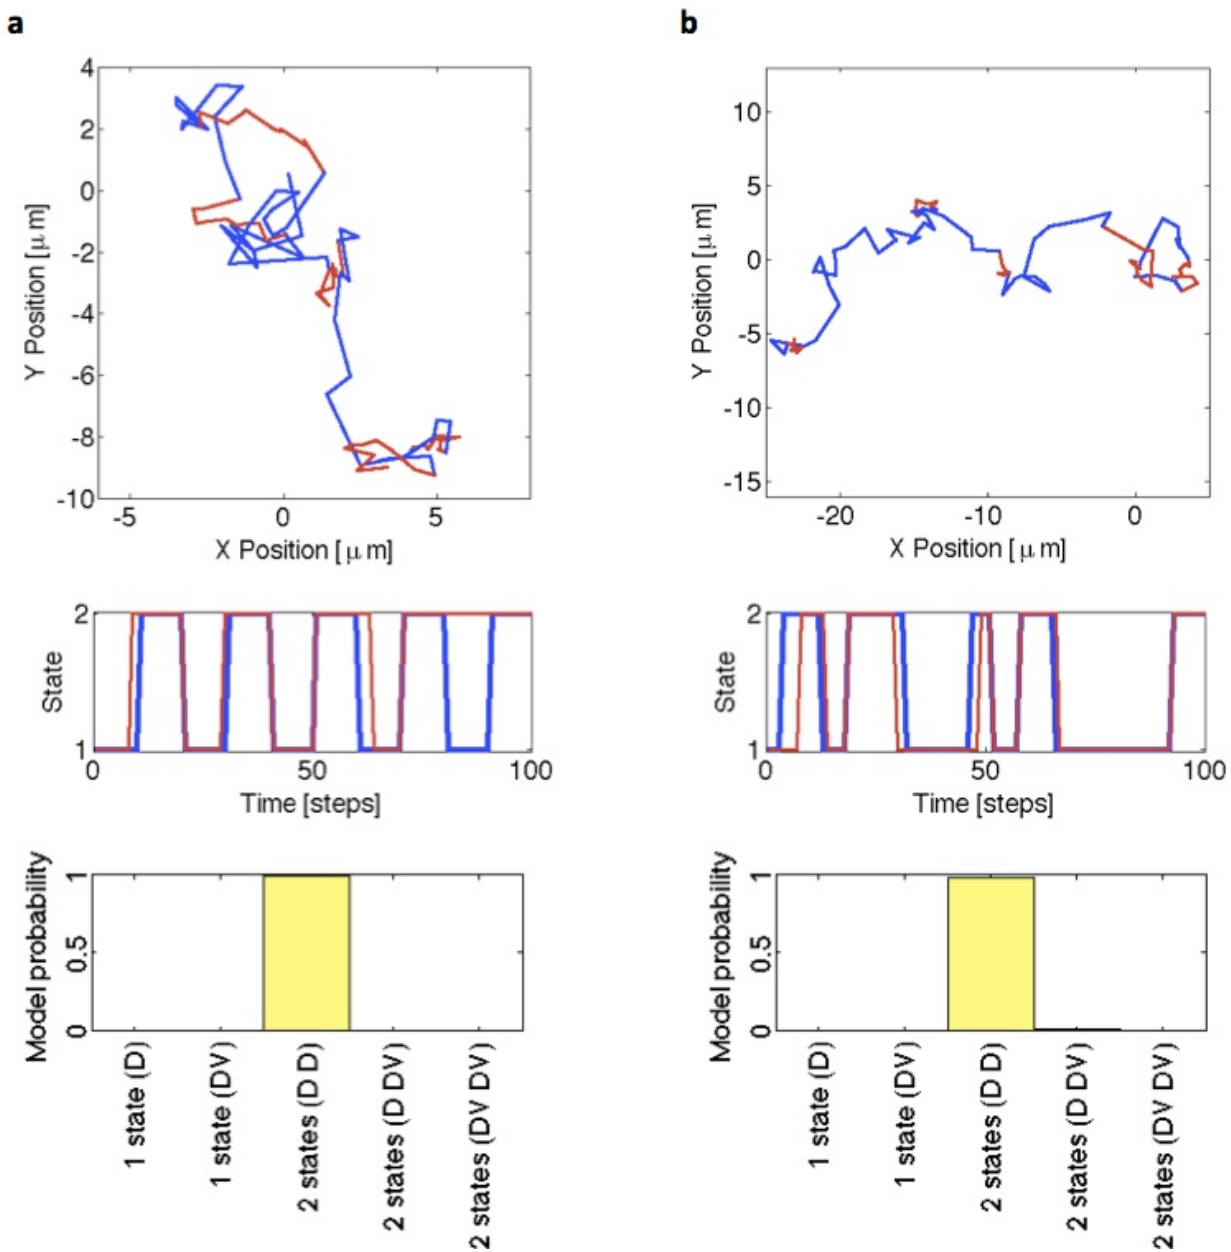 a
b
4
2
0
-2
-4
-6
-8
-10
-5
0
5
Y Position [μm]
X Position [μm]
10
5
0
-5
-10
-15
-20
-10
0
Y Position [μm]
X Position [μm]
2
1
State
0
50
100
Time [steps]
2
1
State
0
50
100
Time [steps]
Model probability
1
0.5
0
1 state (D)
1 state (DV)
2 states (D D)
2 states (D DV)
2 states (DV DV)
Model probability
1
0.5
0
1 state (D)
1 state (DV)
2 states (D D)
2 states (D DV)
2 states (DV DV)